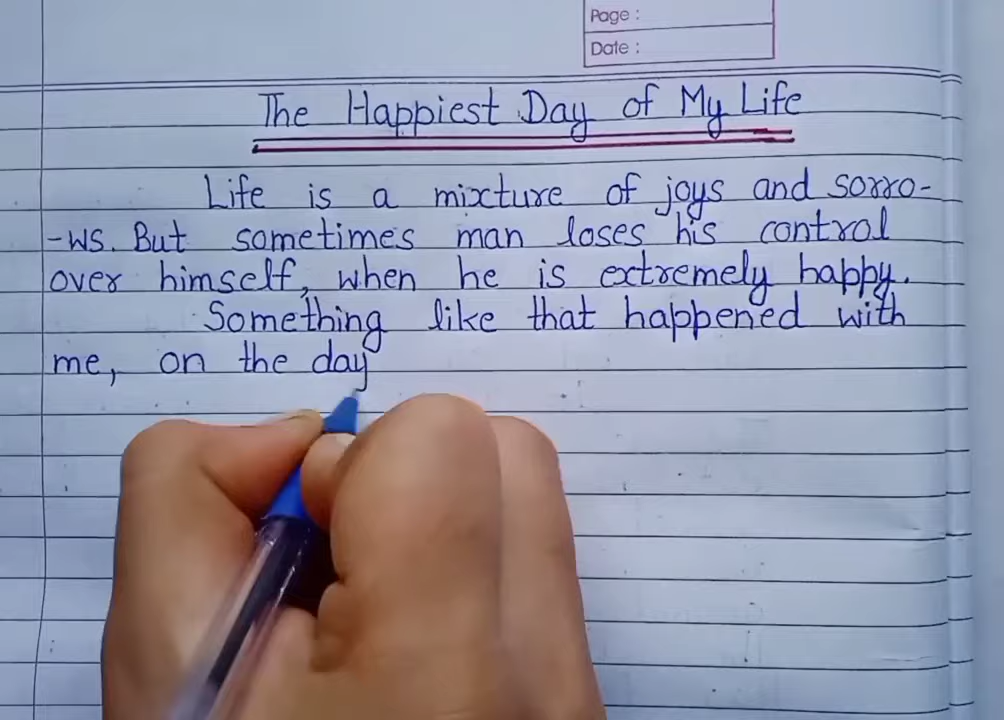 Page :
Date :
The Happiest Day of My Life
Life is a mixture of joys and sorro-
-ws. But sometimes man loses his control
over himself, when he is extremely happy.
Something like that happened with
me, on the day